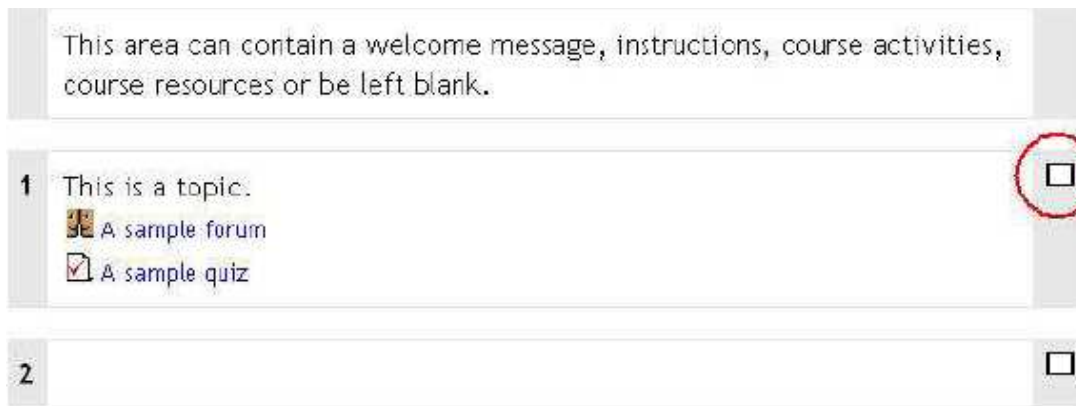 This area can contain a welcome message, instructions, course activities,
course resources or be left blank.
1 This is a topic.
A sample forum
A sample quiz
2